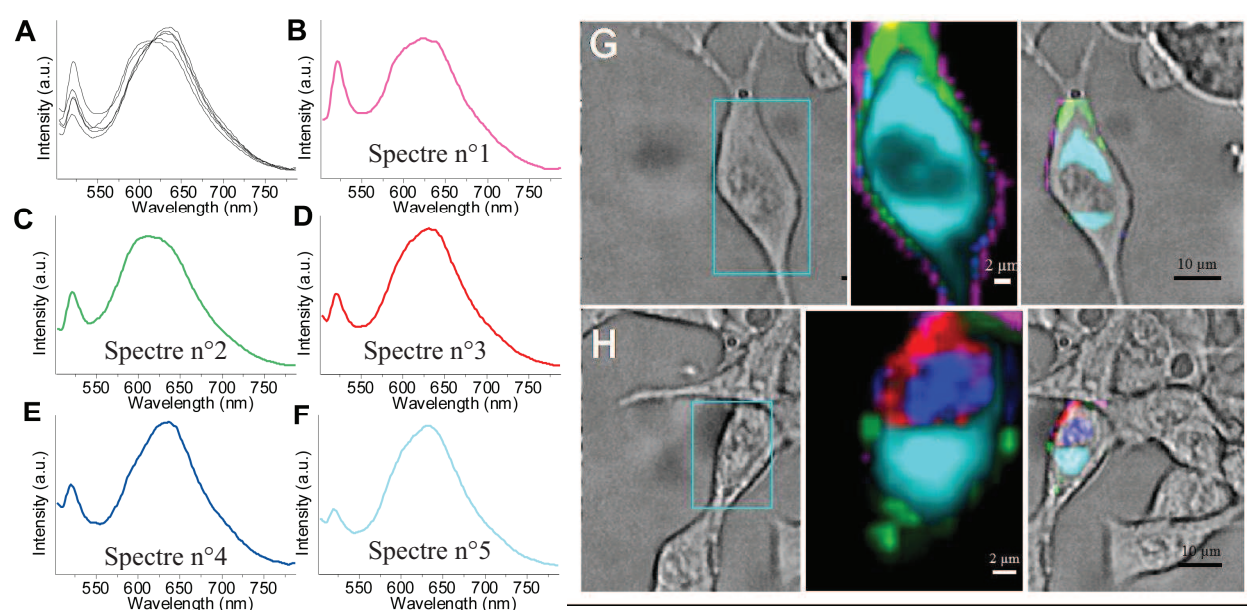 A
Intensity (a.u.)
550 600 650 700 750
Wavelength (nm)
B
Intensity (a.u.)
Spectre n°1
550 600 650 700 750
Wavelength (nm)
C
Intensity (a.u.)
Spectre n°2
550 600 650 700 750
Wavelength (nm)
D
Intensity (a.u.)
Spectre n°3
550 600 650 700 750
Wavelength (nm)
E
Intensity (a.u.)
Spectre n°4
550 600 650 700 750
Wavelength (nm)
F
Intensity (a.u.)
Spectre n°5
550 600 650 700 750
Wavelength (nm)
G
2 µm
10 µm
H
2 µm
10 µm